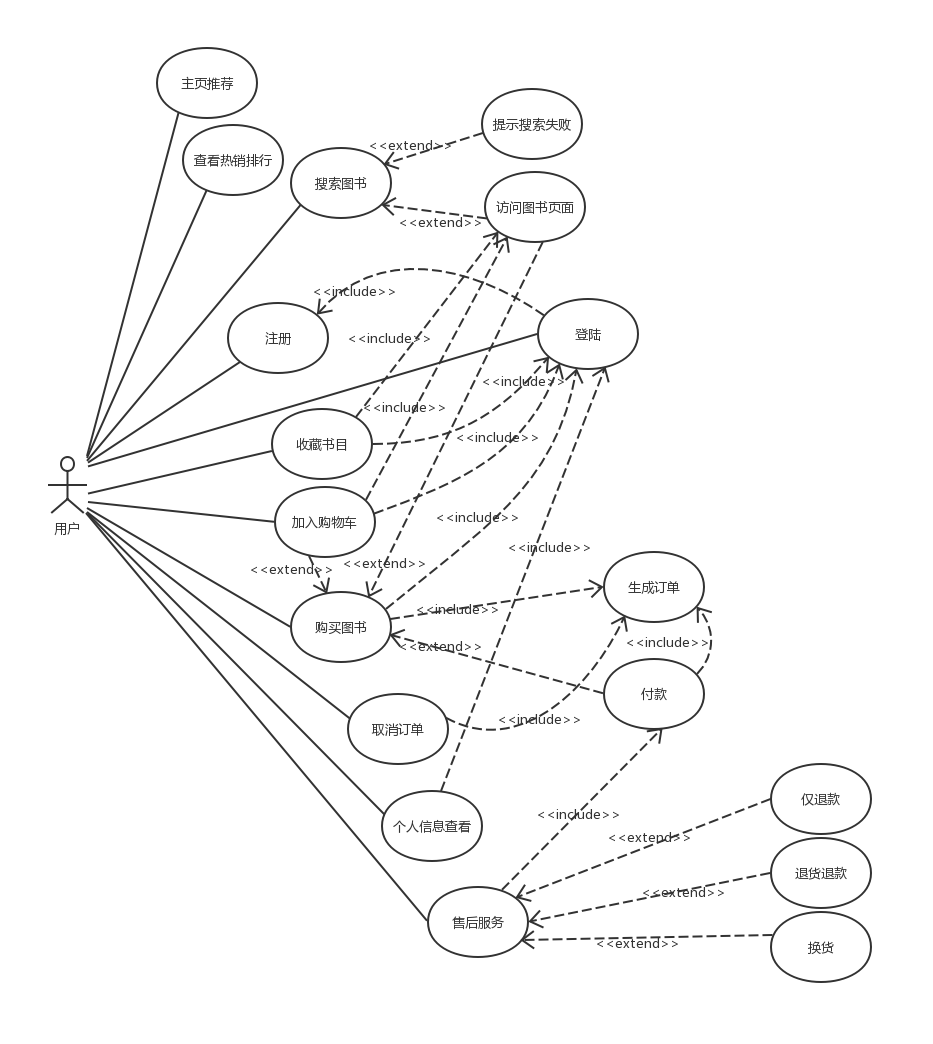 主页推荐
提示搜索失败
<<extend>>
查看热销排行
搜索图书
访问图书页面
<<extend>>
<<include>>
注册
登陆
<<include>>
<<include>>
<<include>>
<<include>>
收藏书目
加入购物车
用户
<<include>>
<<include>>
<<extend>>
<<extend>>
生成订单
<<include>>
购买图书
<<extend>>
<<include>>
付款
<<include>>
取消订单
仅退款
<<include>>
个人信息查看
<<extend>>
退货退款
<<extend>>
售后服务
<<extend>>
换货